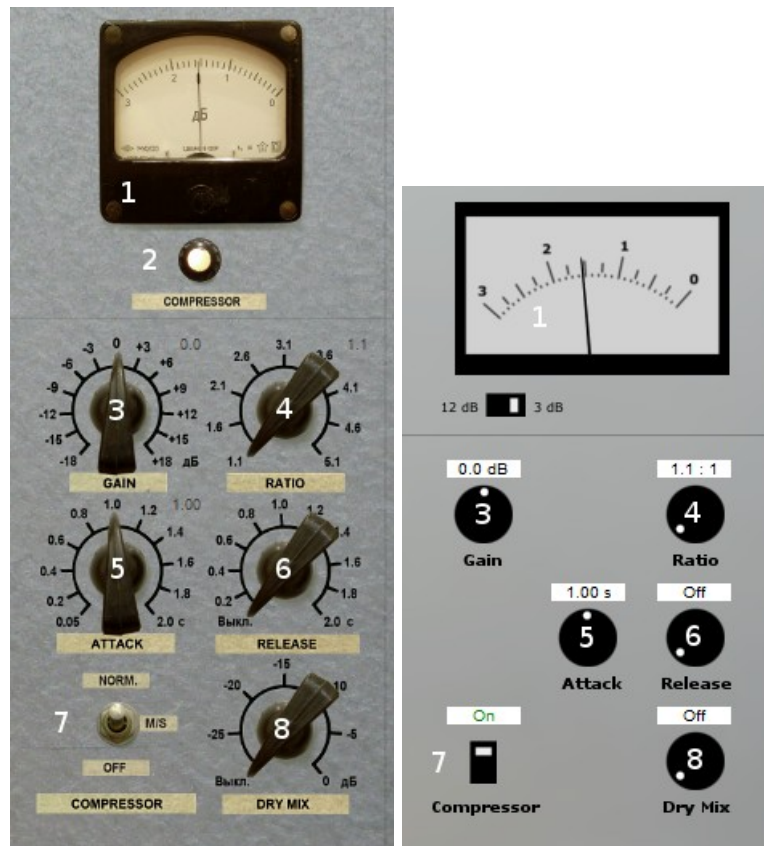 3 2 1 0
дБ
1
2
COMPRESSOR
0 0.0 3.1 1.1
-3 +3 2.6 3.6
-6 +6
-9 +9 2.1 4.1
-12 3 +12 4
-15 +15 1.6 4.6
-18 +18 дБ 1.1 5.1
GAIN RATIO
1.0 1.00 1.0
0.8 1.2 0.8 1.2
0.6 1.4 0.6 1.4
0.4 5 1.6 0.4 6 1.6
0.2 1.8 0.2 1.8
0.05 2.0 с Выкл. 2.0 с
ATTACK RELEASE
NORM. -15
-20 10
7 M/S -25 8 -5
OFF Выкл. 0 дБ
COMPRESSOR DRY MIX
3 2 1 0
1
12 dB 3 dB
0.0 dB 1.1 : 1
3 4
Gain Ratio
1.00 s Off
5 6
Attack Release
On Off
7 8
Compressor Dry Mix